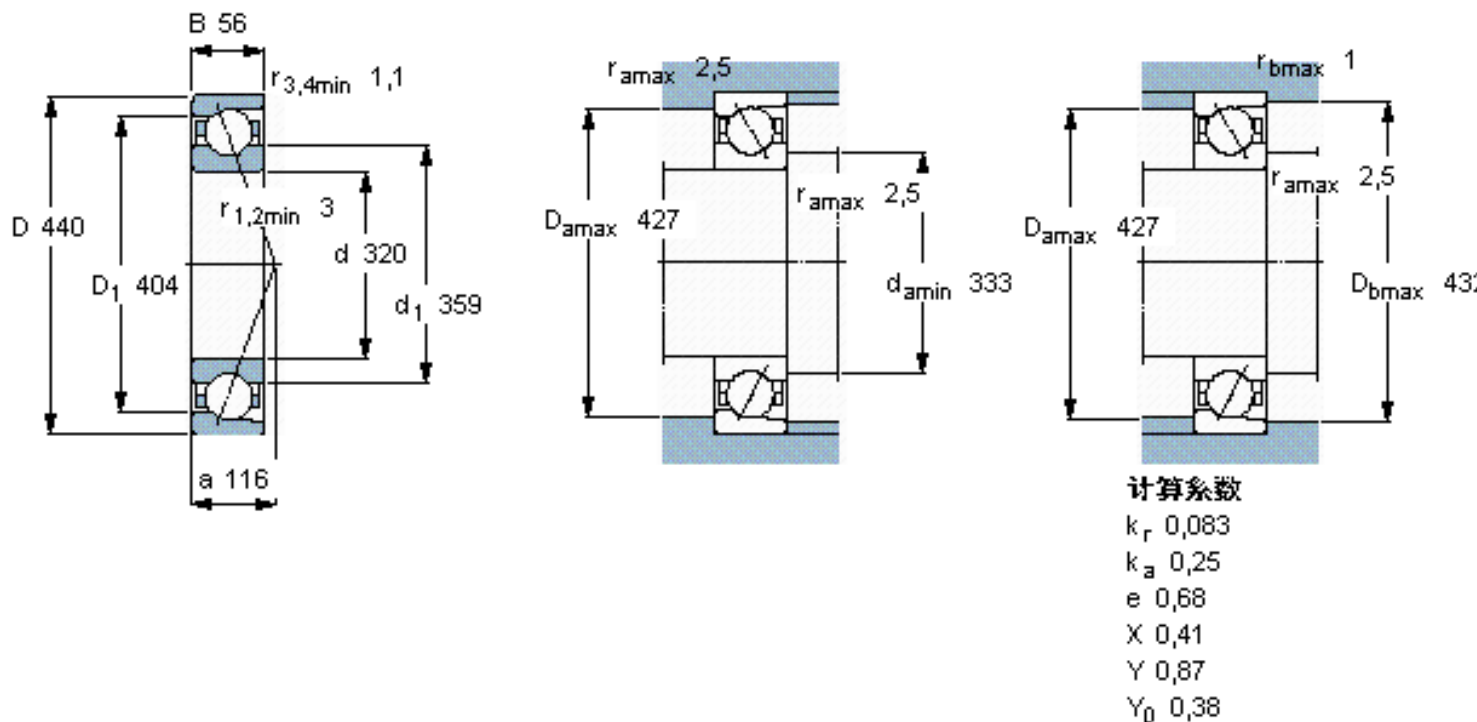 B 56
r3,4min 1,1
r1,2min 3
D 440
D1 404
d 320
d1 359
a 116
ramax 2,5
ramax 2,5
Damax 427
damin 333
rbmax 1
ramax 2,5
Damax 427
Dbmax 432
计算系数
kr 0,083
ka 0,25
e 0,68
X 0,41
Y 0,87
Y0 0,38